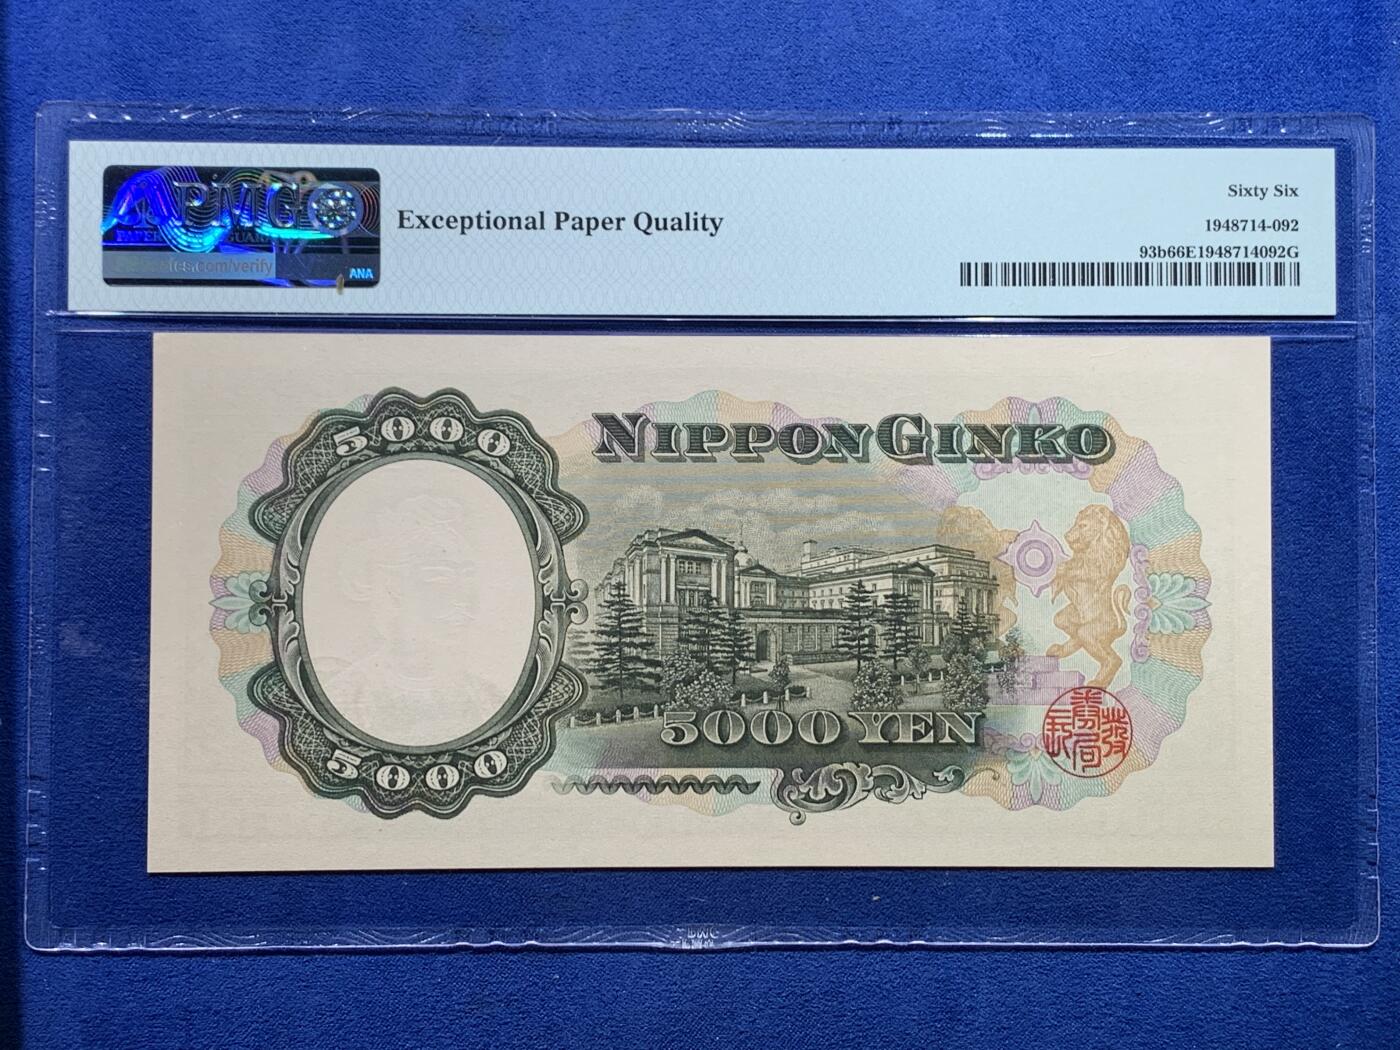 PMG
Exceptional Paper Quality
Sixty Six
1948714-092
93b66E1948714092G
ANA
5000
NIPPON GINKO
5000 YEN
5000